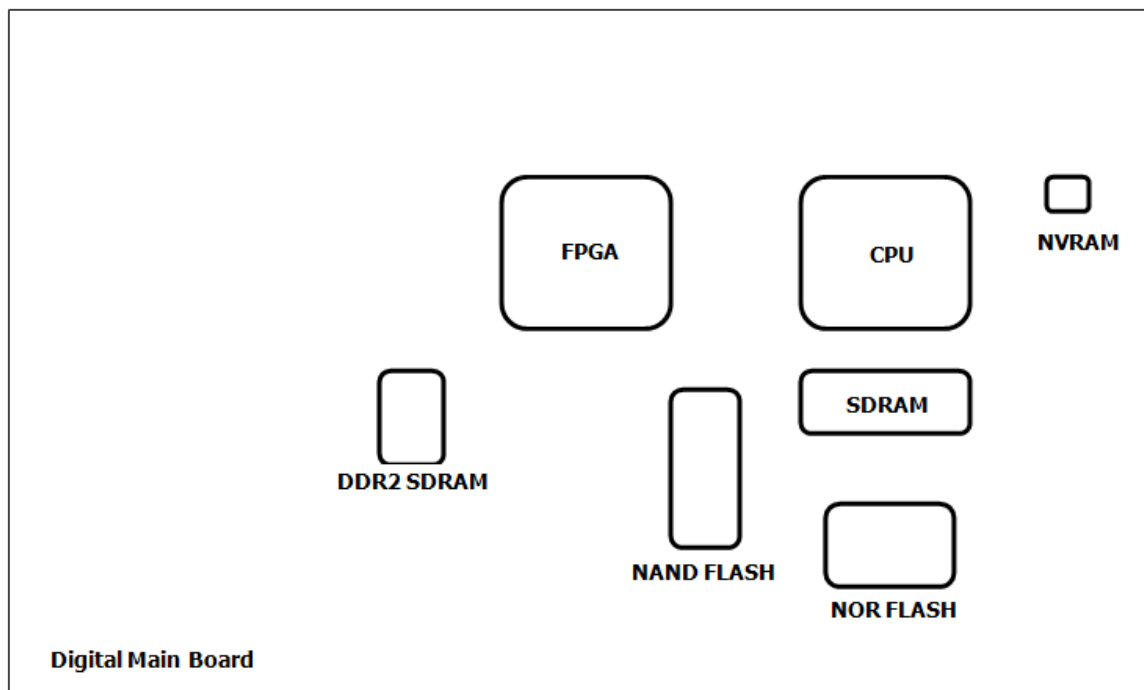 FPGA
CPU
NVRAM
SDRAM
DDR2 SDRAM
NAND FLASH
NOR FLASH
Digital Main Board